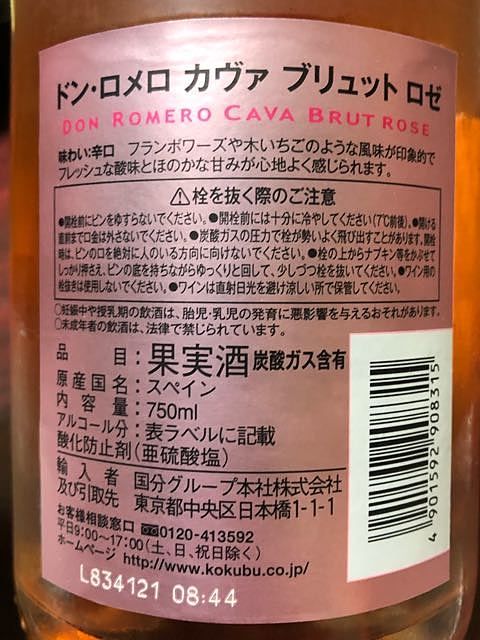 ドン・ロメロ カヴァ ブリュット ロゼ
DON ROMERO CAVA BRUT ROSE
味わい:辛口 フランボワーズや木いちごのような風味が印象的で
フレッシュな酸味とほのかな甘みが心地よく感じられます。
⚠栓を抜く際のご注意
●開栓前にビンをゆすらないでください。●開栓前には十分に冷やしてください(7℃前後)。●開ける
直前まで口金は外さないでください。●炭酸ガスの圧力で栓が勢いよく飛び出すことがあります。開栓
時は、ビンの口を絶対に人のいる方向に向けないでください。●栓の上からナプキン等をかぶせて
しっかり押さえ、ビンの底を持ちながらゆっくりと回して、少しづつ栓を抜いてください。●ワイン用の
栓抜きは使用しないでください。●ワインは直射日光を避け涼しい所で保管してください。
○妊娠中や授乳期の飲酒は、胎児・乳児の発育に悪影響を与えるおそれがあります。
○未成年者の飲酒は、法律で禁じられています。
品目:果実酒 炭酸ガス含有
原産国名:スペイン
内容量:750ml
アルコール分:表ラベルに記載
酸化防止剤(亜硫酸塩)
輸入者 国分グループ本社株式会社
及び引取先 東京都中央区日本橋1-1-1
お客様相談窓口 0120-413592
平日9:00~17:00(土、日、祝日除く)
ホームページ http://www.kokubu.co.jp/
L834121 08:44
4 901592 908315